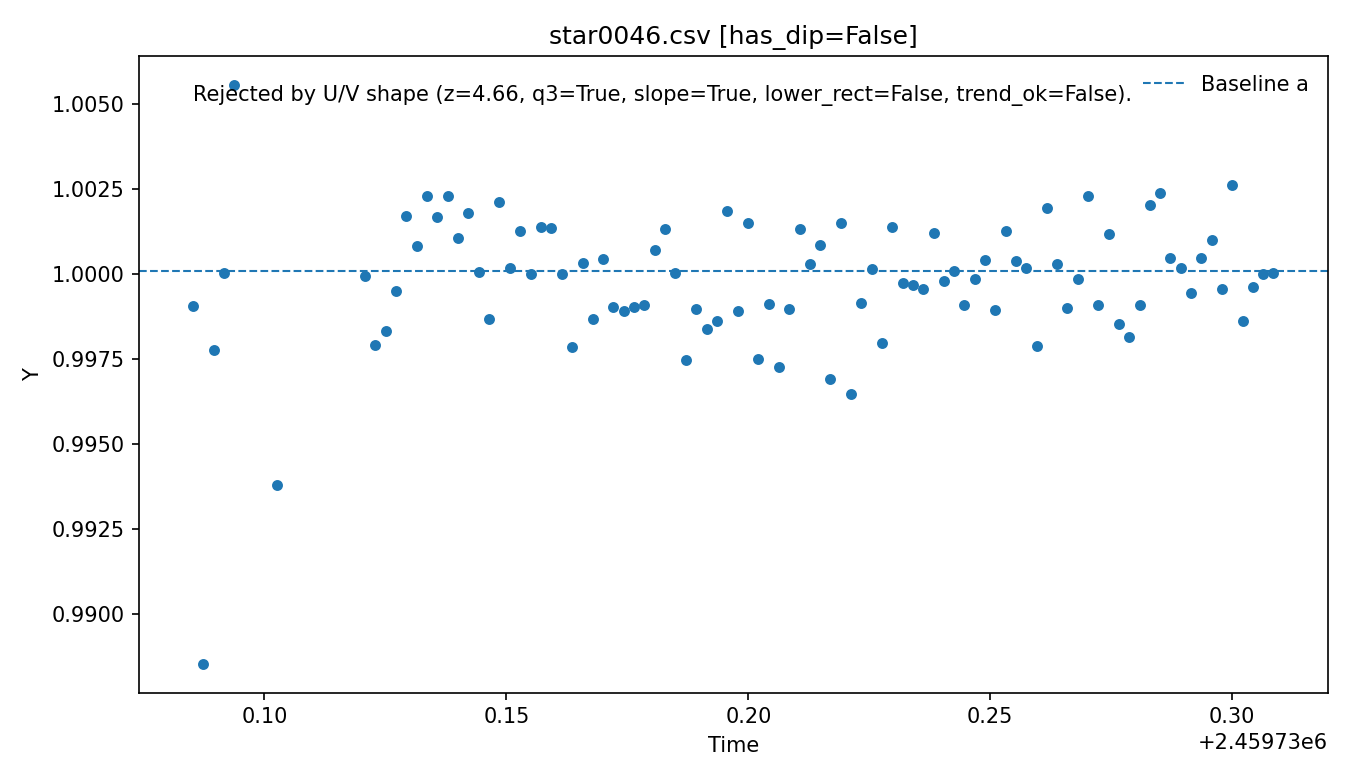 star0046.csv [has_dip=False]
Rejected by U/V shape (z=4.66, q3=True, slope=True, lower_rect=False, trend_ok=False).
Baseline a
1.0050
1.0025
1.0000
0.9975
0.9950
0.9925
0.9900
Y
0.10 0.15 0.20 0.25 0.30
Time
+2.45973e6